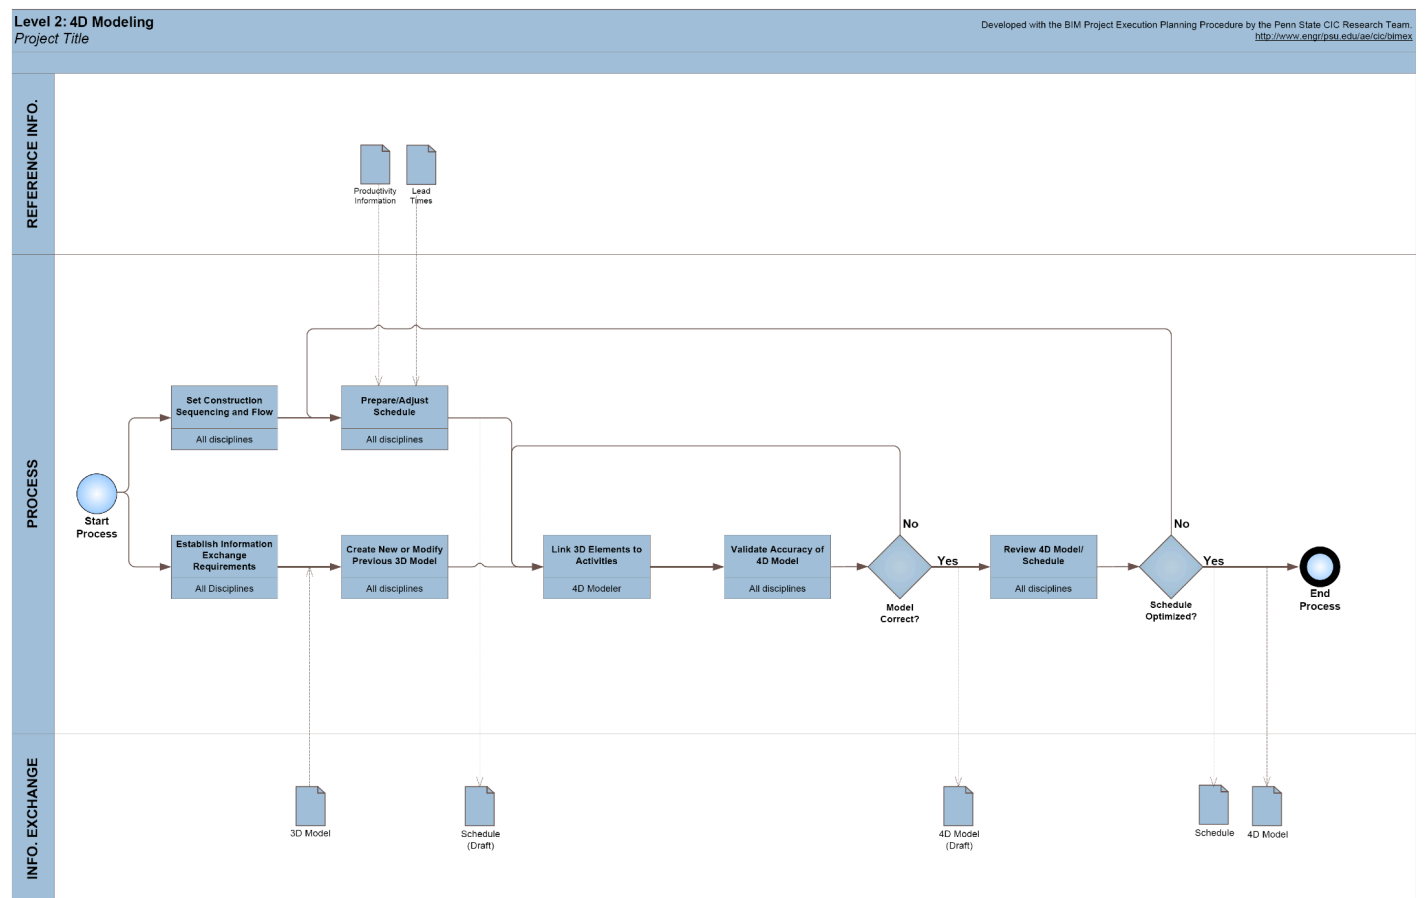 Level 2: 4D Modeling
Project Title
Developed with the BIM Project Execution Planning Procedure by the Penn State CIC Research Team.
http://www.engr/psu.edu/ae/cic/bimex
REFERENCE INFO.
Productivity
Information
Lead
Times
PROCESS
Start
Process
Set Construction
Sequencing and Flow
All disciplines
Prepare/Adjust
Schedule
All disciplines
Establish Information
Exchange
Requirements
All Disciplines
Create New or Modify
Previous 3D Model
All disciplines
Link 3D Elements to
Activities
4D Modeler
Validate Accuracy of
4D Model
All disciplines
No
Yes
Model
Correct?
Review 4D Model/
Schedule
All disciplines
No
Yes
Schedule
Optimized?
End
Process
INFO. EXCHANGE
3D Model
Schedule
(Draft)
4D Model
(Draft)
Schedule
4D Model